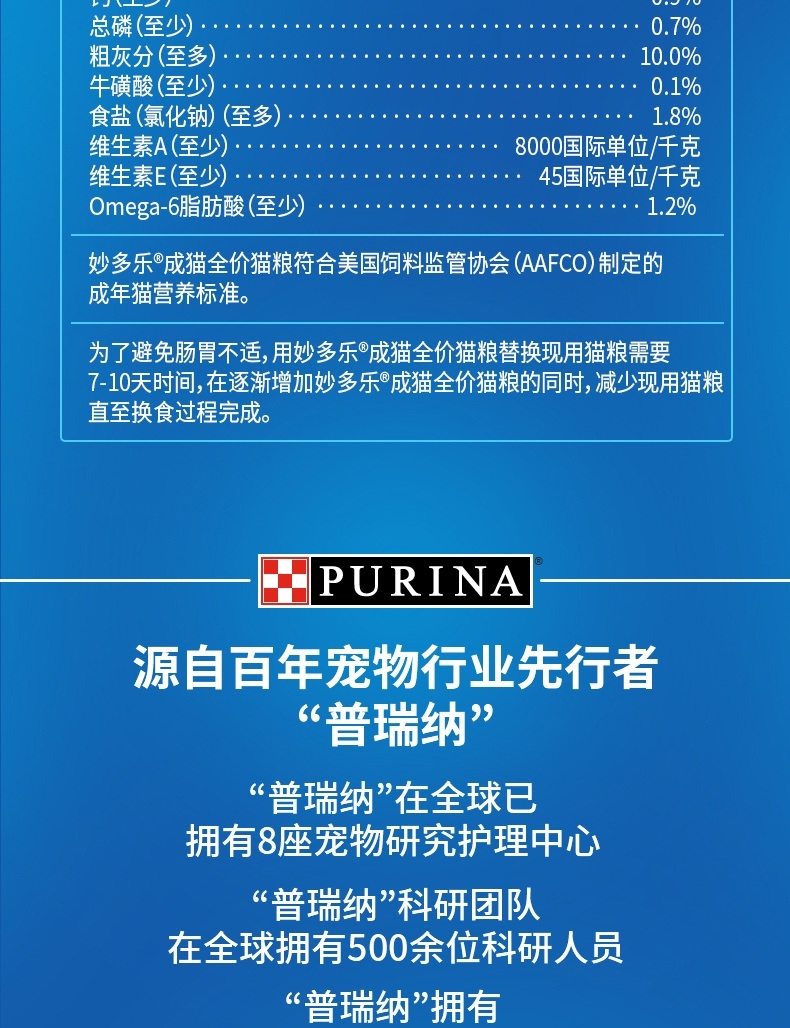 总磷(至少) 0.7%
粗灰分(至多) 10.0%
牛磺酸(至少) 0.1%
食盐(氯化钠)(至多) 1.8%
维生素A(至少) 8000国际单位/千克
维生素E(至少) 45国际单位/千克
Omega-6脂肪酸(至少) 1.2%
妙多乐®成猫全价猫粮符合美国饲料监管协会(AAFCO)制定的
成年猫营养标准。
为了避免肠胃不适,用妙多乐®成猫全价猫粮替换现用猫粮需要
7-10天时间,在逐渐增加妙多乐®成猫全价猫粮的同时,减少现用猫粮
直至换食过程完成。
PURINA®
源自百年宠物行业先行者
“普瑞纳”
“普瑞纳”在全球已
拥有8座宠物研究护理中心
“普瑞纳”科研团队
在全球拥有500余位科研人员
“普瑞纳”拥有